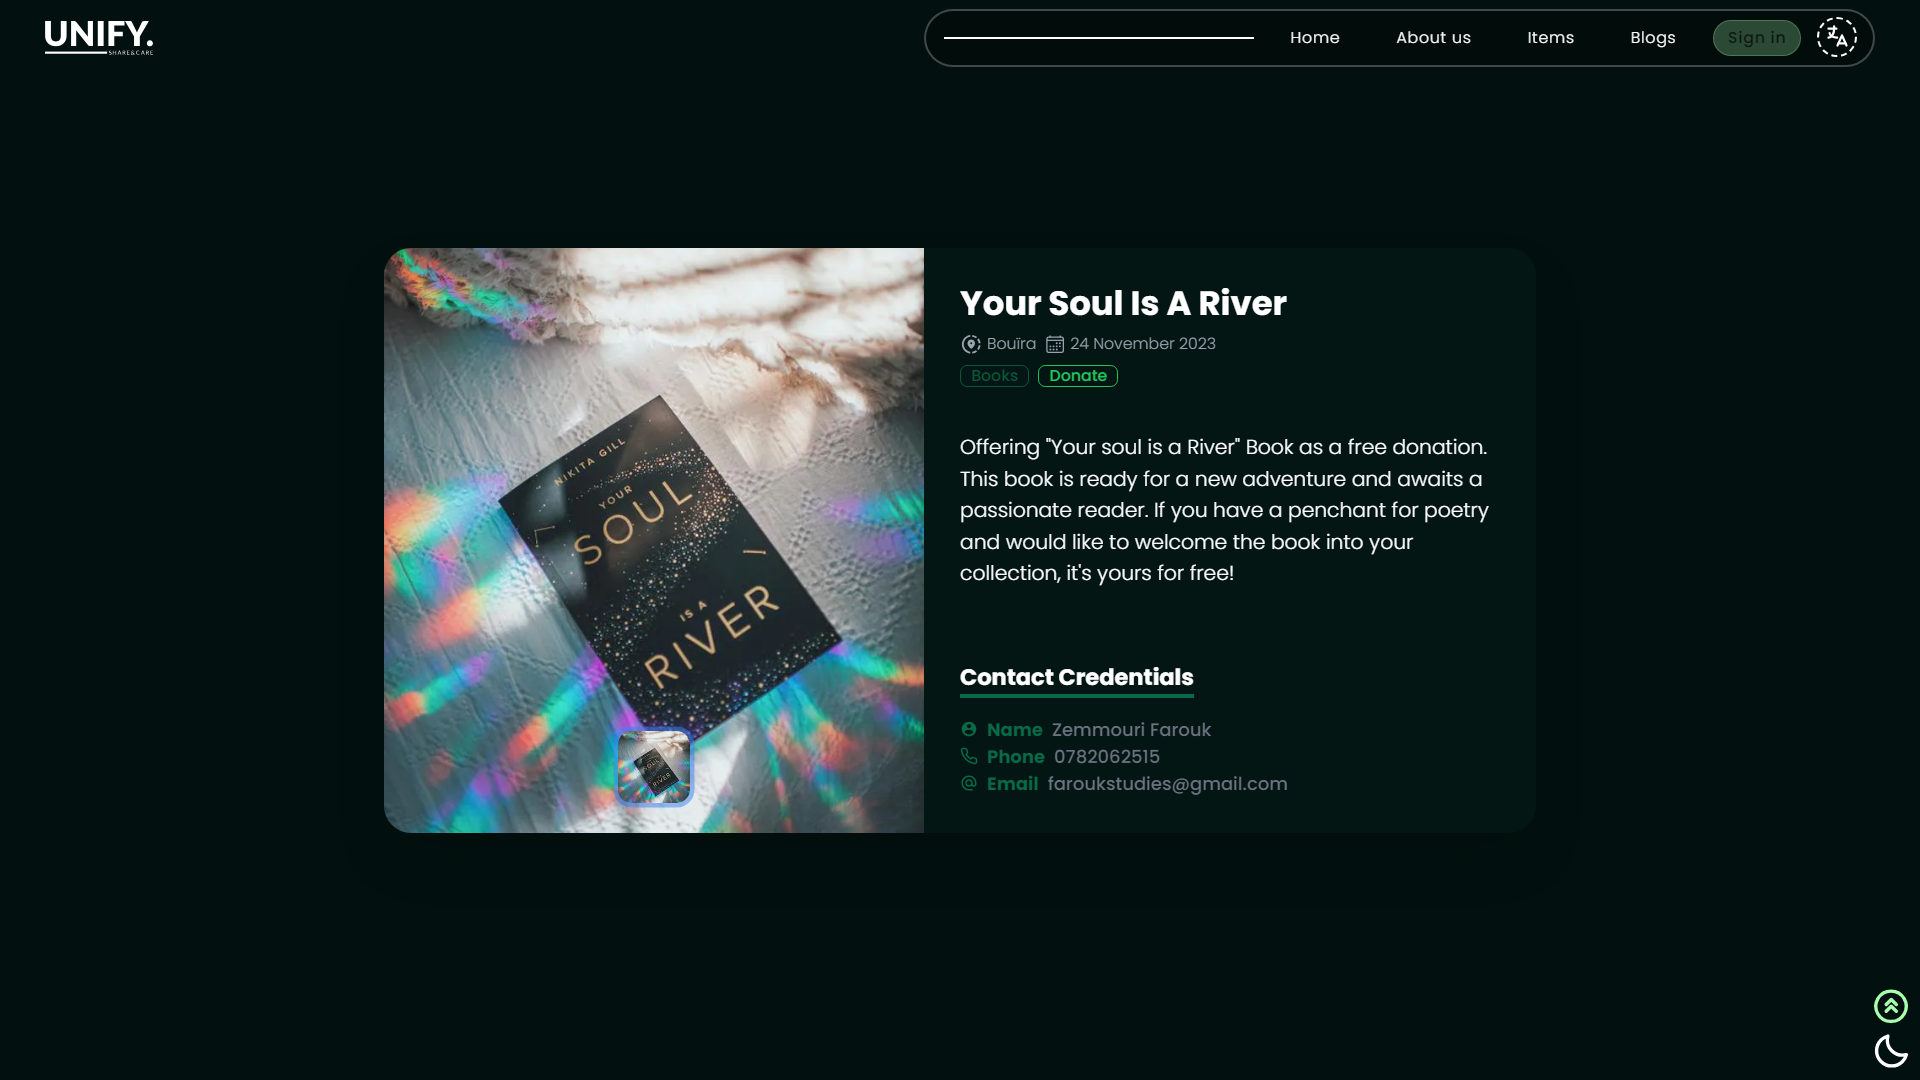 UNIFY.
SHARE&CARE
Home
About us
Items
Blogs
Sign in
NIKITA GILL
YOUR
SOUL
IS A
RIVER
Your Soul Is A River
Bouïra 24 November 2023
Books Donate
Offering "Your soul is a River" Book as a free donation.
This book is ready for a new adventure and awaits a
passionate reader. If you have a penchant for poetry
and would like to welcome the book into your
collection, it's yours for free!
Contact Credentials
Name Zemmouri Farouk
Phone 0782062515
Email faroukstudies@gmail.com